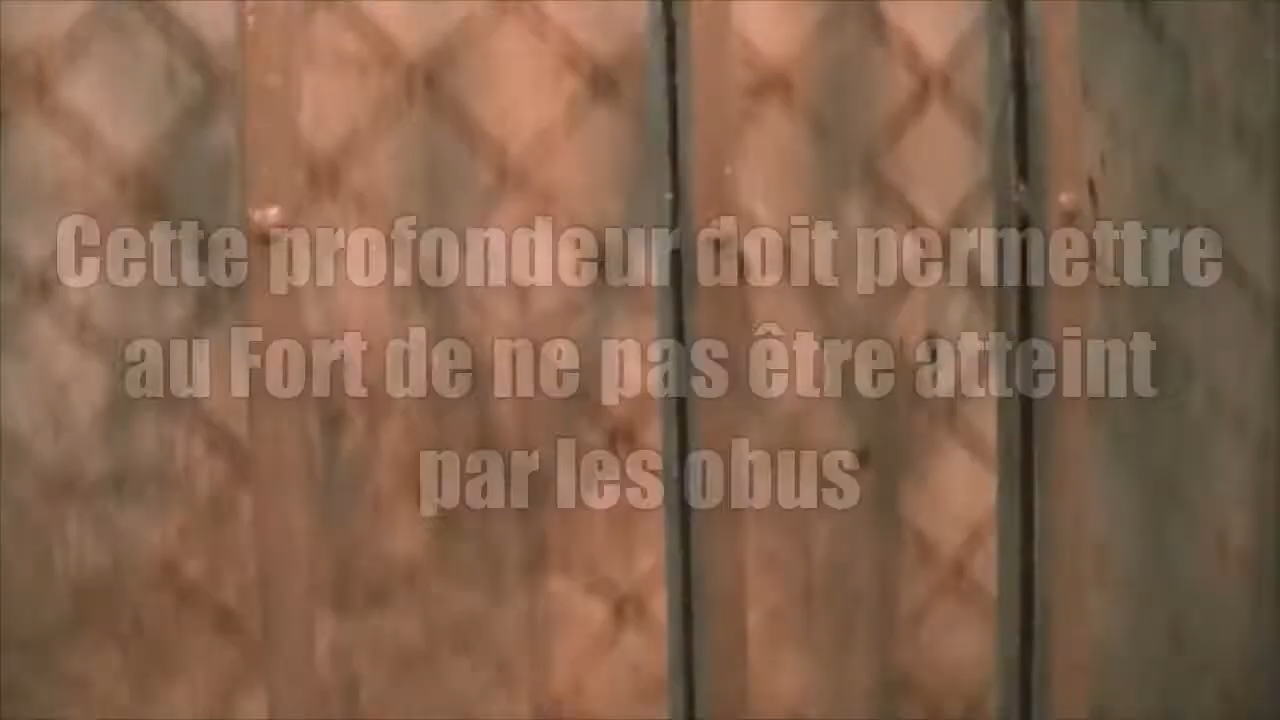 Cette profondeur doit permettre
au Fort de ne pas être atteint
par les obus